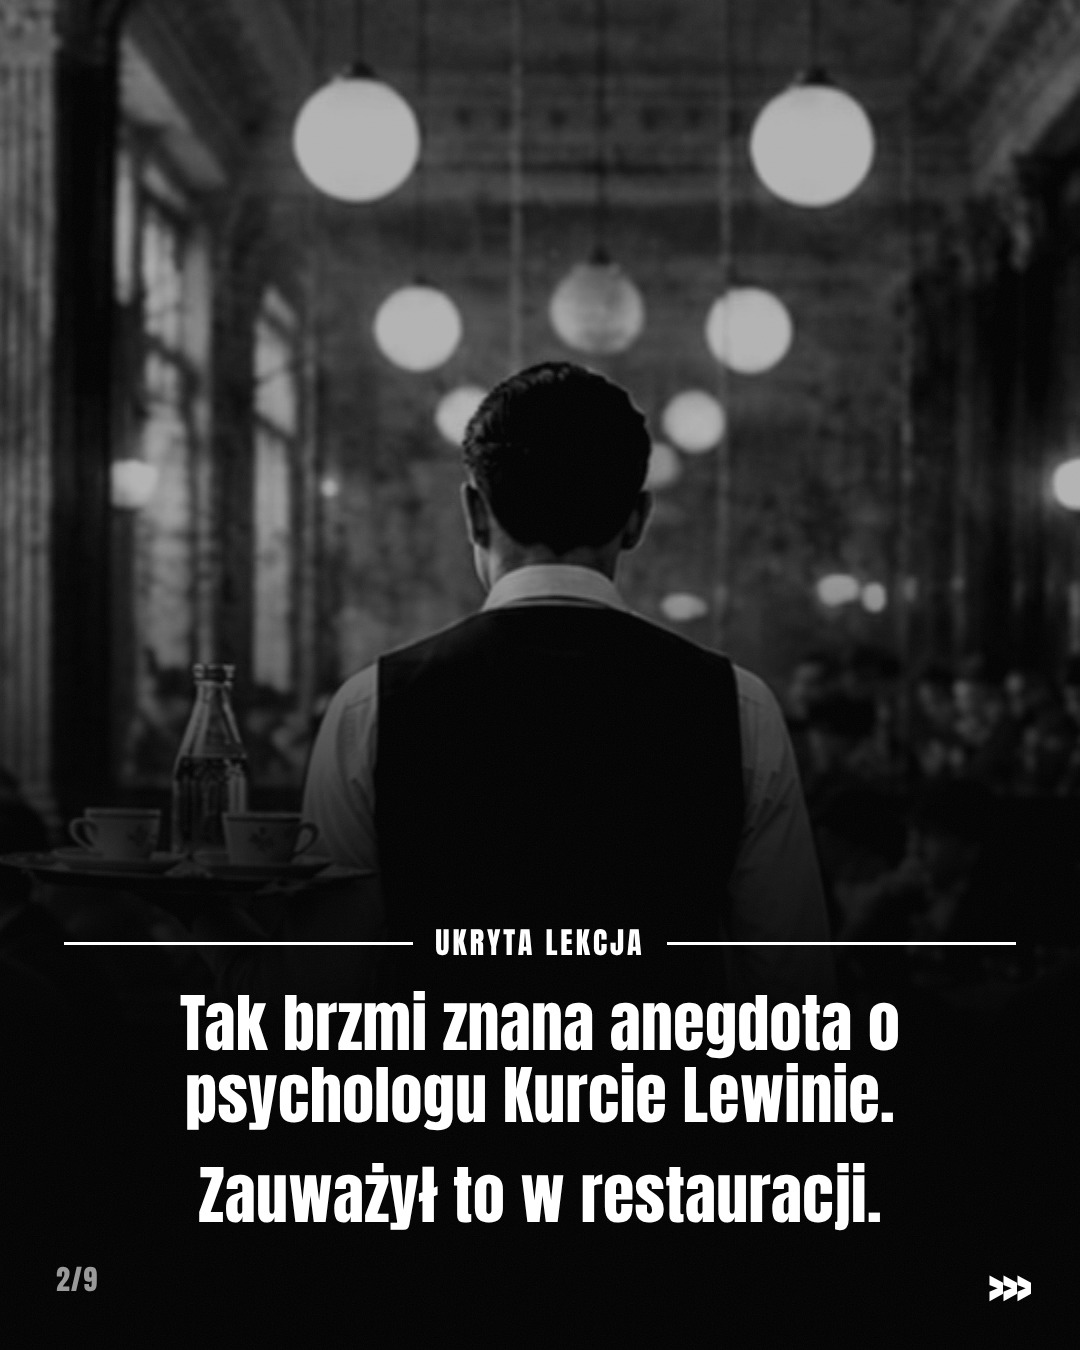 UKRYTA LEKCJA
Tak brzmi znana anegdota o
psychologu Kurcie Lewinie.
Zauważył to w restauracji.
2/9
>>>